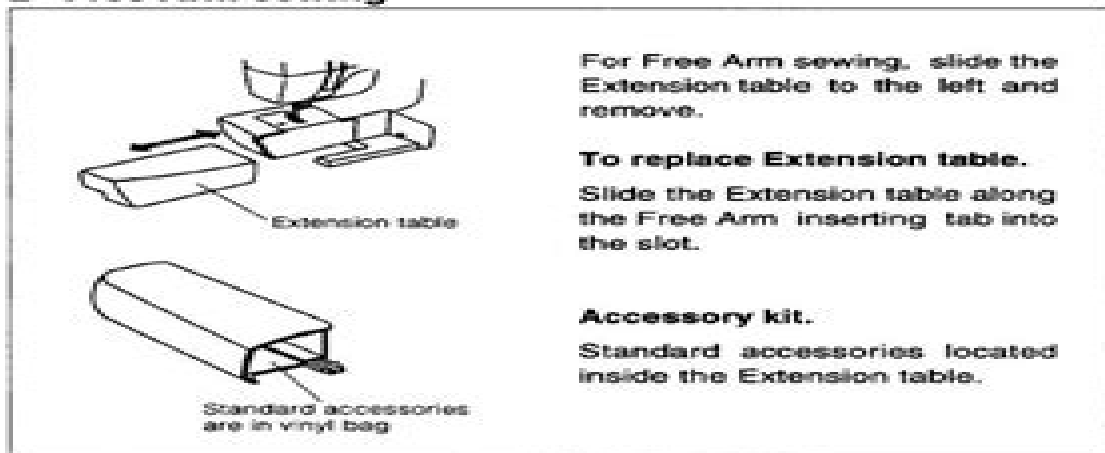 For Free Arm sewing, slide the
Extension table to the left and
remove.
To replace Extension table.
Slide the Extension table along
the Free Arm inserting tab into
the slot.
Extension table
Accessory kit.
Standard accessories located
inside the Extension table.
Standard accessories
are in vinyl bag